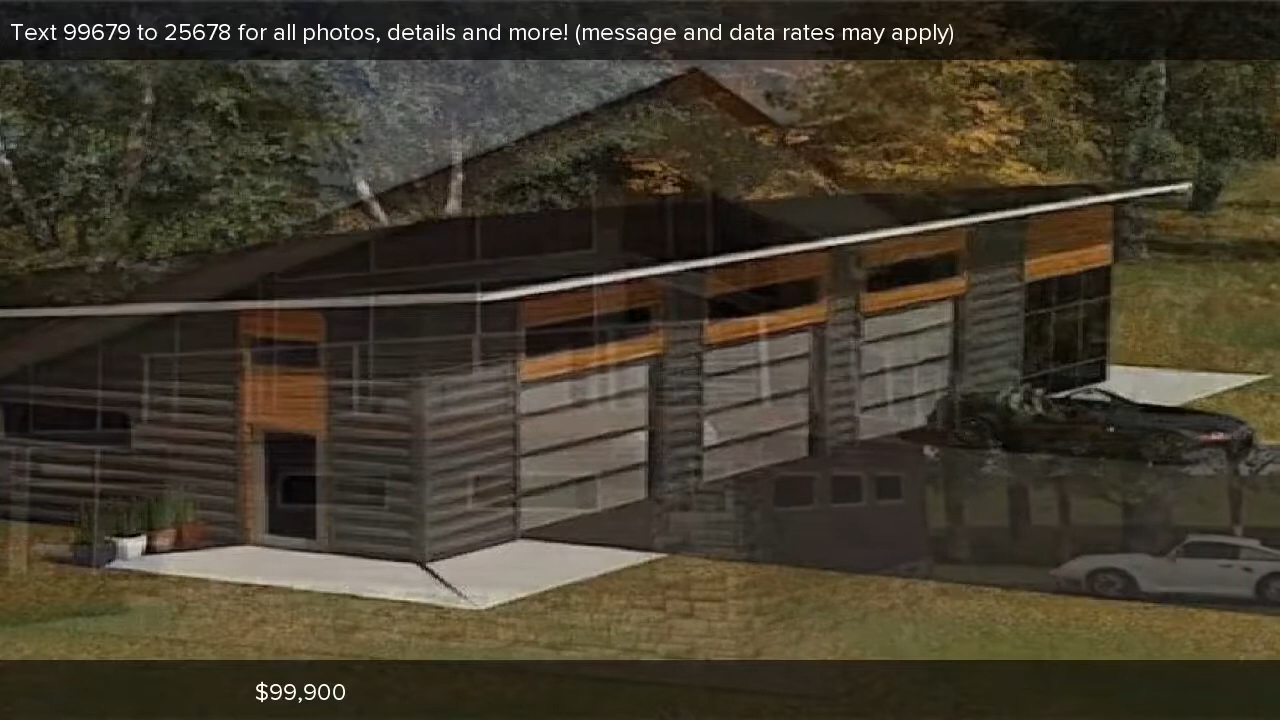 Text 99679 to 25678 for all photos, details and more! (message and data rates may apply)
$99,900